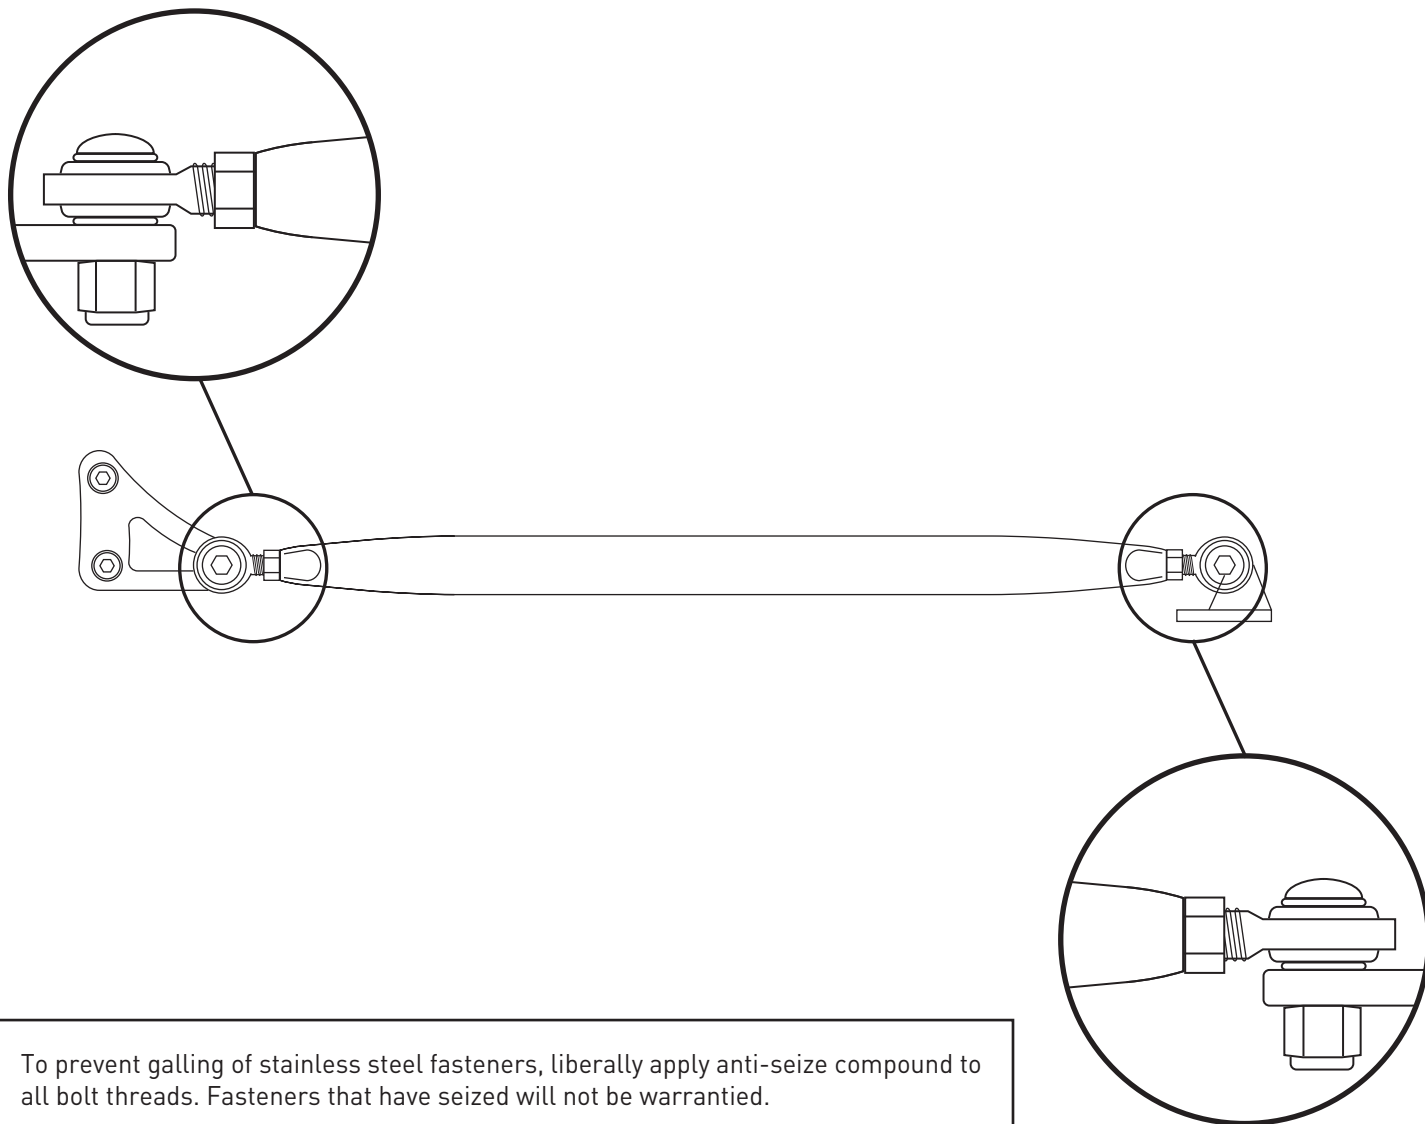 To prevent galling of stainless steel fasteners, liberally apply anti-seize compound to
all bolt threads. Fasteners that have seized will not be warrantied.